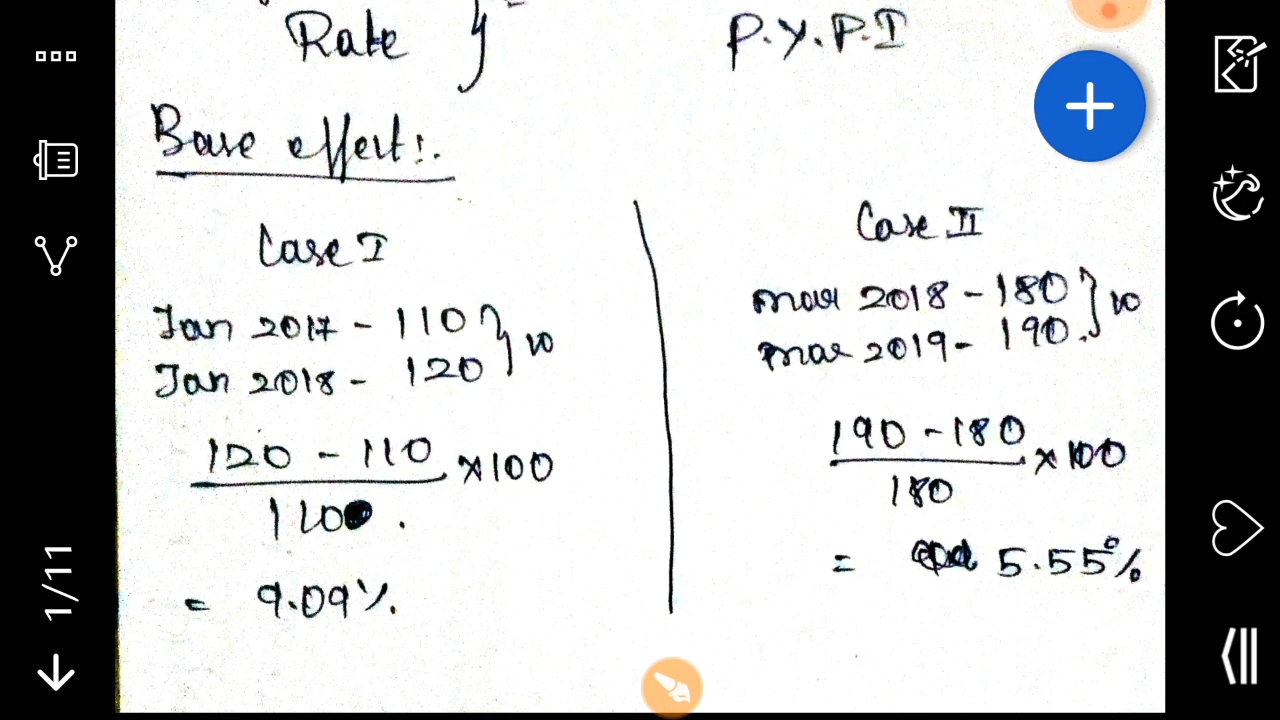 Rate } P.Y.P.I
Base effect:.
Case I
Jan 2017 - 110 } 10
Jan 2018 - 120
120 - 110 × 100
110 .
= 9.09%.
Case II
mar 2018 - 180 } 10
mar 2019 - 190.
190 - 180 × 100
180
= 5.55%
1/11